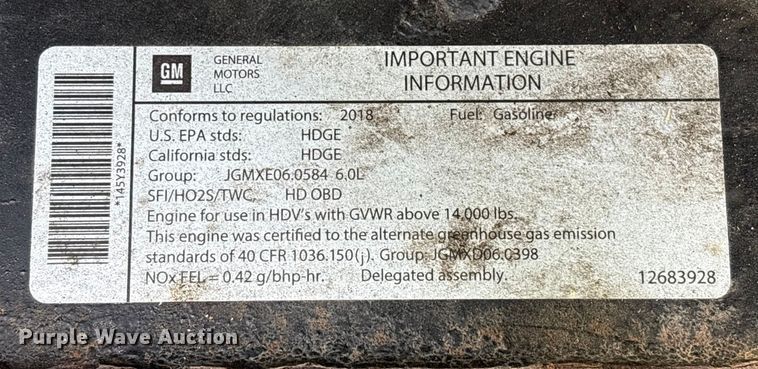 GM
GENERAL
MOTORS
LLC
IMPORTANT ENGINE
INFORMATION
*145Y3928*
Conforms to regulations: 2018 Fuel: Gasoline
U.S. EPA stds: HDGE
California stds: HDGE
Group: JGMXE06.0584 6.0L
SFI/HO2S/TWC, HD OBD
Engine for use in HDV's with GVWR above 14,000 lbs.
This engine was certified to the alternate greenhouse gas emission
standards of 40 CFR 1036.150(j). Group: JGMXD06.0398
NOx FEL = 0.42 g/bhp-hr. Delegated assembly. 12683928
Purple Wave Auction